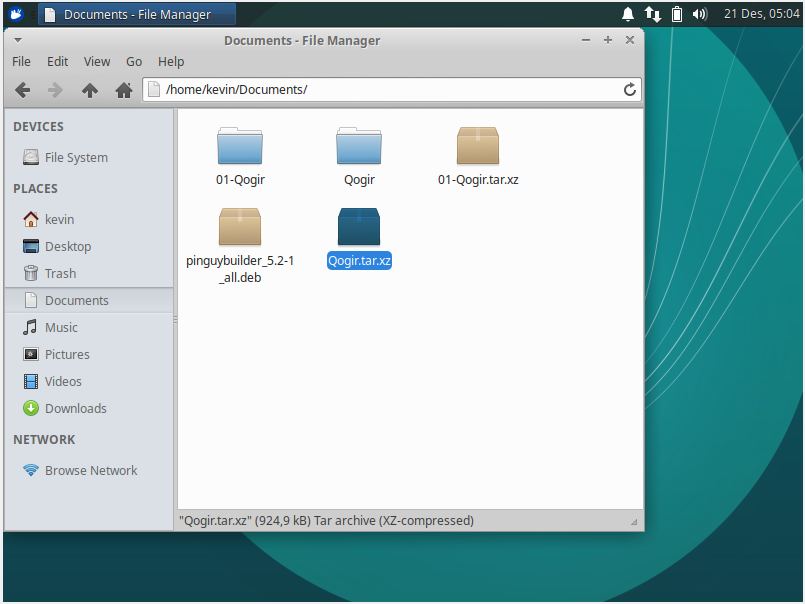 Documents - File Manager
21 Des, 05:04
Documents - File Manager
File Edit View Go Help
/home/kevin/Documents/
DEVICES
File System
PLACES
kevin
Desktop
Trash
Documents
Music
Pictures
Videos
Downloads
NETWORK
Browse Network
01-Qogir
Qogir
01-Qogir.tar.xz
pinguybuilder_5.2-1
_all.deb
Qogir.tar.xz
"Qogir.tar.xz" (924,9 kB) Tar archive (XZ-compressed)